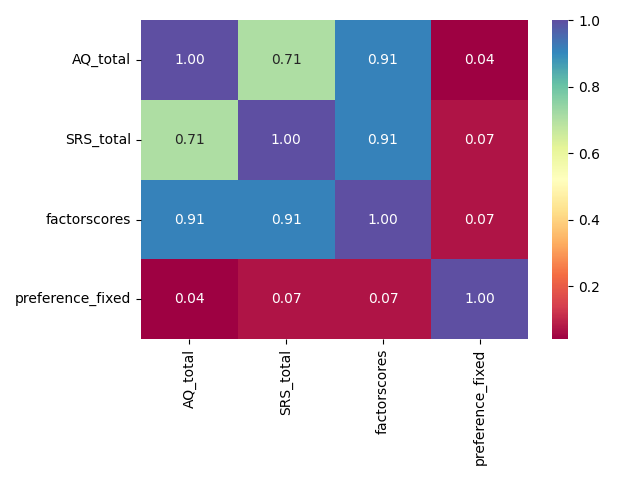 AQ_total 1.00 0.71 0.91 0.04
SRS_total 0.71 1.00 0.91 0.07
factorscores 0.91 0.91 1.00 0.07
preference_fixed 0.04 0.07 0.07 1.00
AQ_total
SRS_total
factorscores
preference_fixed
1.0
0.8
0.6
0.4
0.2